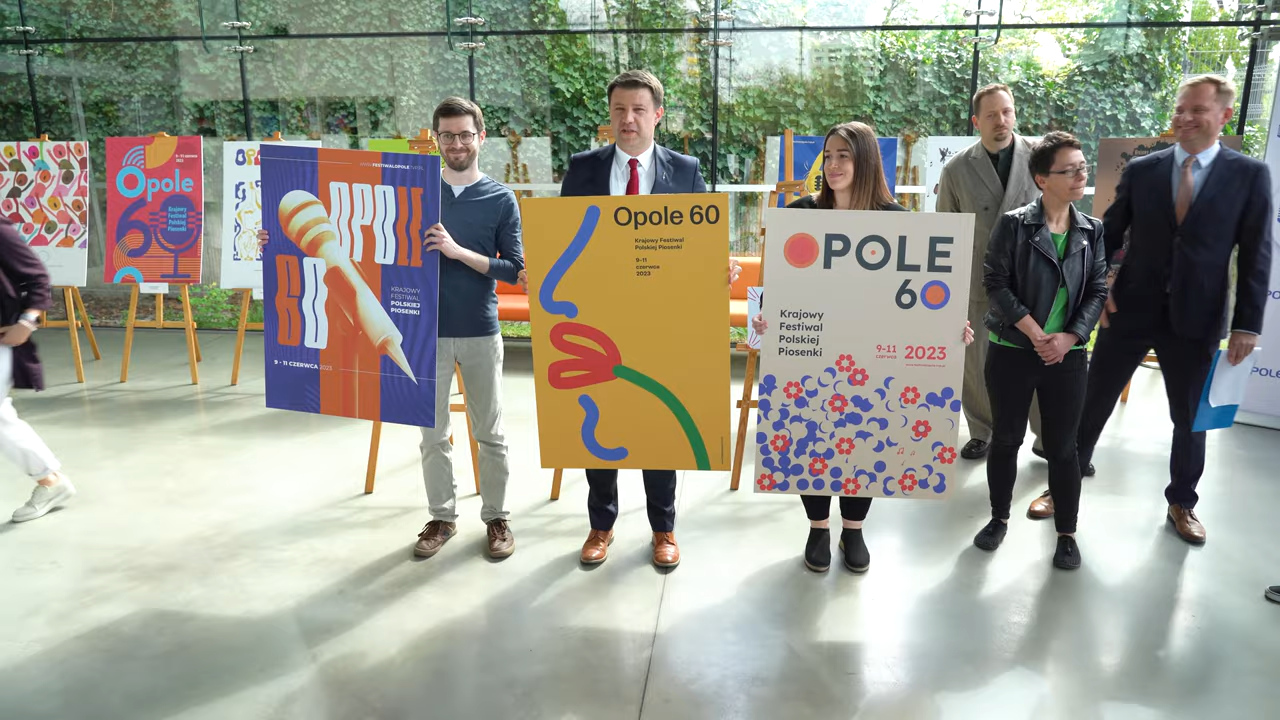 Opole
60
Krajowy
Festiwal
Polskiej
Piosenki
OPOLE
60
KRAJOWY
FESTIWAL
POLSKIEJ
PIOSENKI
9 - 11 CZERWCA 2023
Opole 60
Krajowy Festiwal
Polskiej Piosenki
9-11
czerwca
2023
OPOLE
60
Krajowy
Festiwal
Polskiej
Piosenki
9-11
czerwca
2023